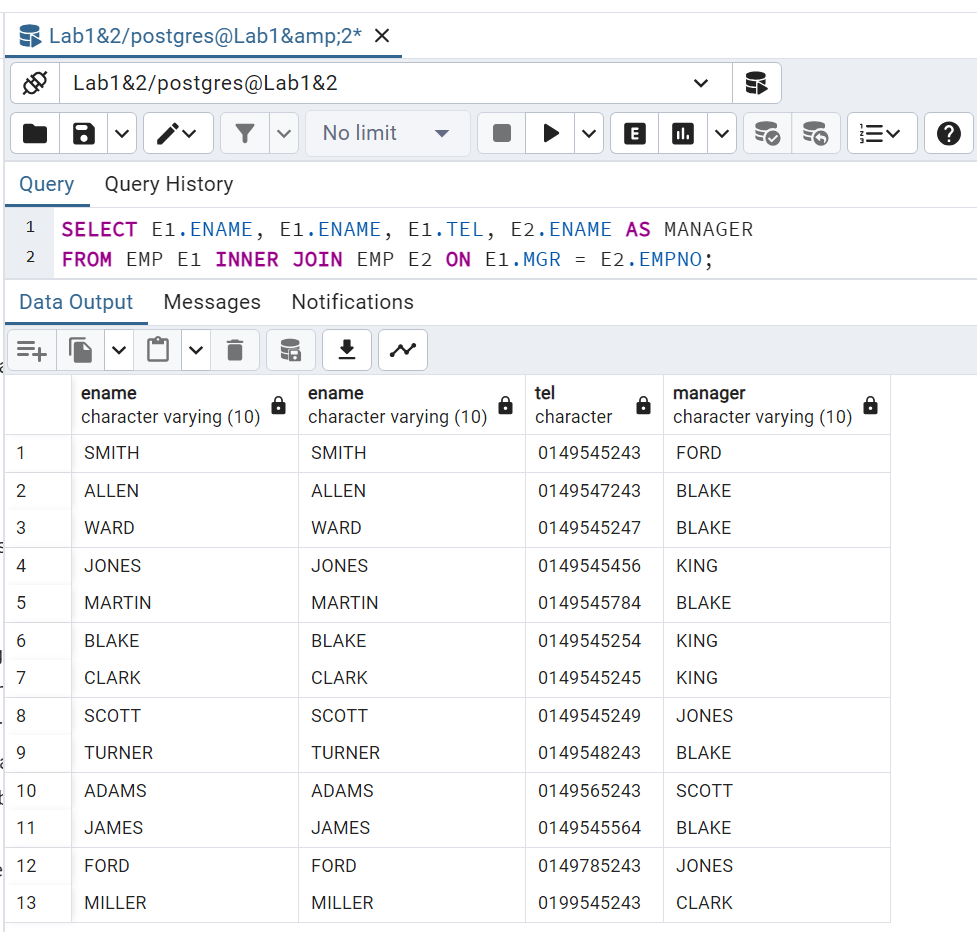 Lab1&2/postgres@Lab1&amp;2*
Lab1&2/postgres@Lab1&2
No limit
E
Query Query History
1 SELECT E1.ENAME, E1.ENAME, E1.TEL, E2.ENAME AS MANAGER
2 FROM EMP E1 INNER JOIN EMP E2 ON E1.MGR = E2.EMPNO;
Data Output Messages Notifications
ename ename tel manager
character varying (10) character varying (10) character character varying (10)
1 SMITH SMITH 0149545243 FORD
2 ALLEN ALLEN 0149547243 BLAKE
3 WARD WARD 0149545247 BLAKE
4 JONES JONES 0149545456 KING
5 MARTIN MARTIN 0149545784 BLAKE
6 BLAKE BLAKE 0149545254 KING
7 CLARK CLARK 0149545245 KING
8 SCOTT SCOTT 0149545249 JONES
9 TURNER TURNER 0149548243 BLAKE
10 ADAMS ADAMS 0149565243 SCOTT
11 JAMES JAMES 0149545564 BLAKE
12 FORD FORD 0149785243 JONES
13 MILLER MILLER 0199545243 CLARK